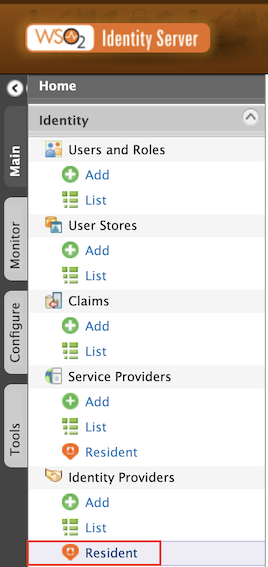 WSO2 Identity Server
Home
Main
Monitor
Configure
Tools
Identity
Users and Roles
Add
List
User Stores
Add
List
Claims
Add
List
Service Providers
Add
List
Resident
Identity Providers
Add
List
Resident